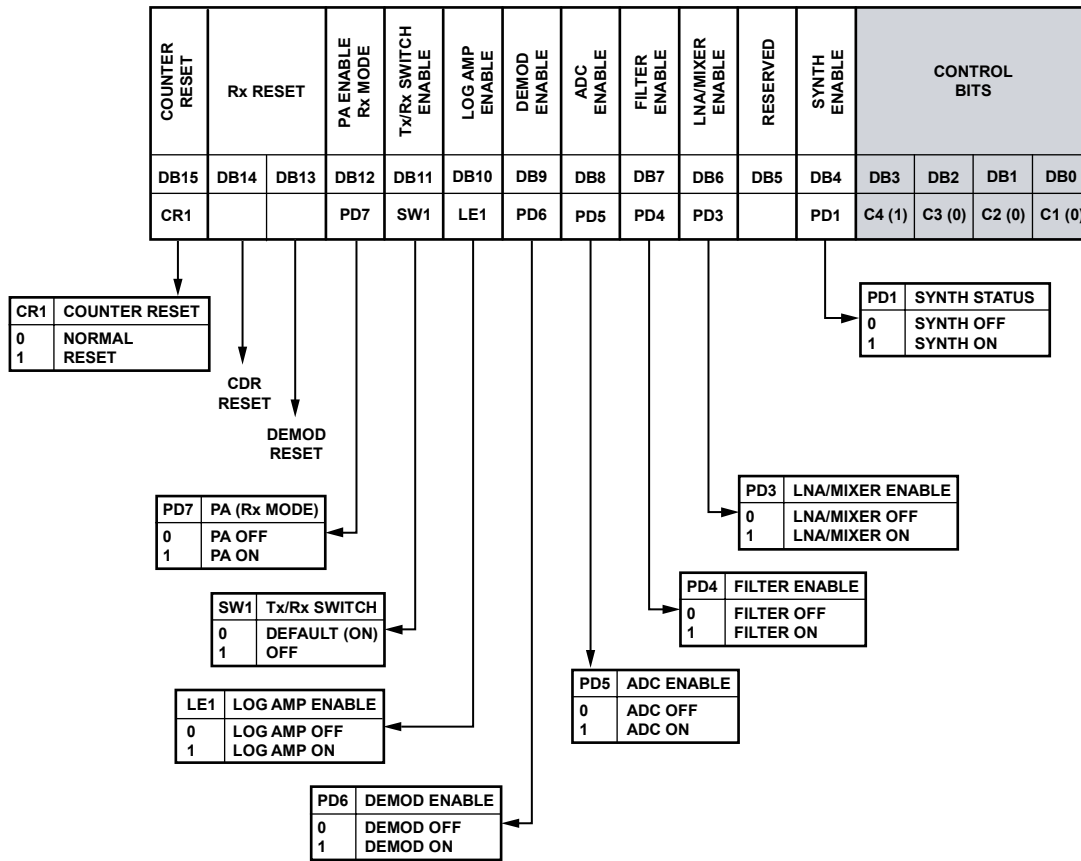 COUNTER RESET
Rx RESET
PA ENABLE Rx MODE
Tx/Rx SWITCH ENABLE
LOG AMP ENABLE
DEMOD ENABLE
ADC ENABLE
FILTER ENABLE
LNA/MIXER ENABLE
RESERVED
SYNTH ENABLE
CONTROL BITS
DB15 DB14 DB13 DB12 DB11 DB10 DB9 DB8 DB7 DB6 DB5 DB4 DB3 DB2 DB1 DB0
CR1 PD7 SW1 LE1 PD6 PD5 PD4 PD3 PD1 C4 (1) C3 (0) C2 (0) C1 (0)
CR1 COUNTER RESET
0 NORMAL
1 RESET
CDR
RESET
DEMOD
RESET
PD1 SYNTH STATUS
0 SYNTH OFF
1 SYNTH ON
PD7 PA (Rx MODE)
0 PA OFF
1 PA ON
PD3 LNA/MIXER ENABLE
0 LNA/MIXER OFF
1 LNA/MIXER ON
SW1 Tx/Rx SWITCH
0 DEFAULT (ON)
1 OFF
PD4 FILTER ENABLE
0 FILTER OFF
1 FILTER ON
LE1 LOG AMP ENABLE
0 LOG AMP OFF
1 LOG AMP ON
PD5 ADC ENABLE
0 ADC OFF
1 ADC ON
PD6 DEMOD ENABLE
0 DEMOD OFF
1 DEMOD ON